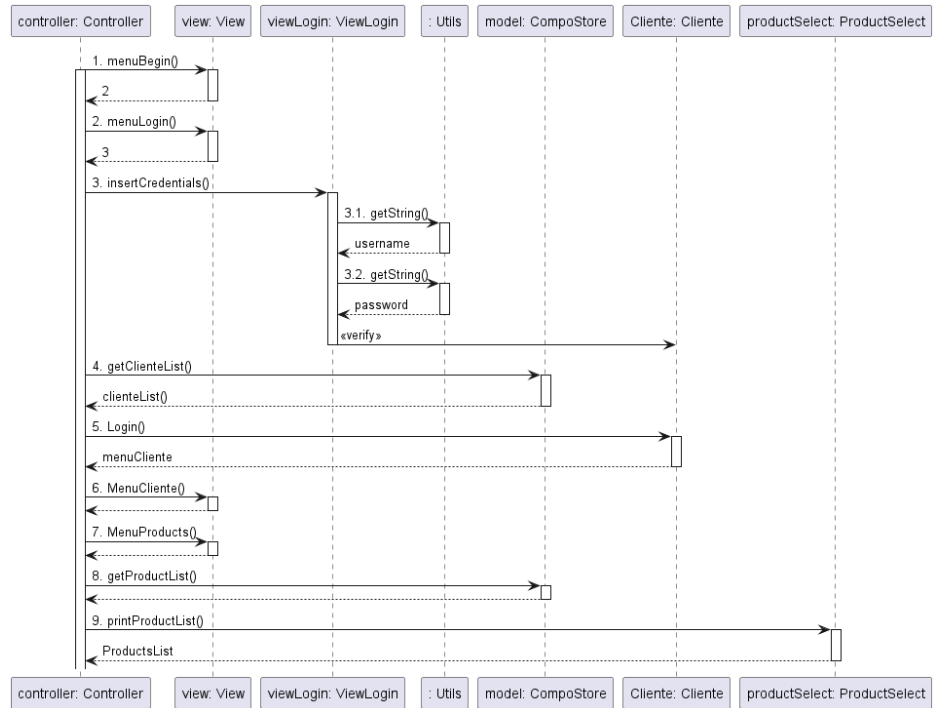 controller: Controller
view: View
viewLogin: ViewLogin
: Utils
model: CompoStore
Cliente: Cliente
productSelect: ProductSelect
1. menuBegin()
2
2. menuLogin()
3
3. insertCredentials()
3.1. getString()
username
3.2. getString()
password
«verify»
4. getClienteList()
clienteList()
5. Login()
menuCliente
6. MenuCliente()
7. MenuProducts()
8. getProductList()
9. printProductList()
ProductsList
controller: Controller
view: View
viewLogin: ViewLogin
: Utils
model: CompoStore
Cliente: Cliente
productSelect: ProductSelect